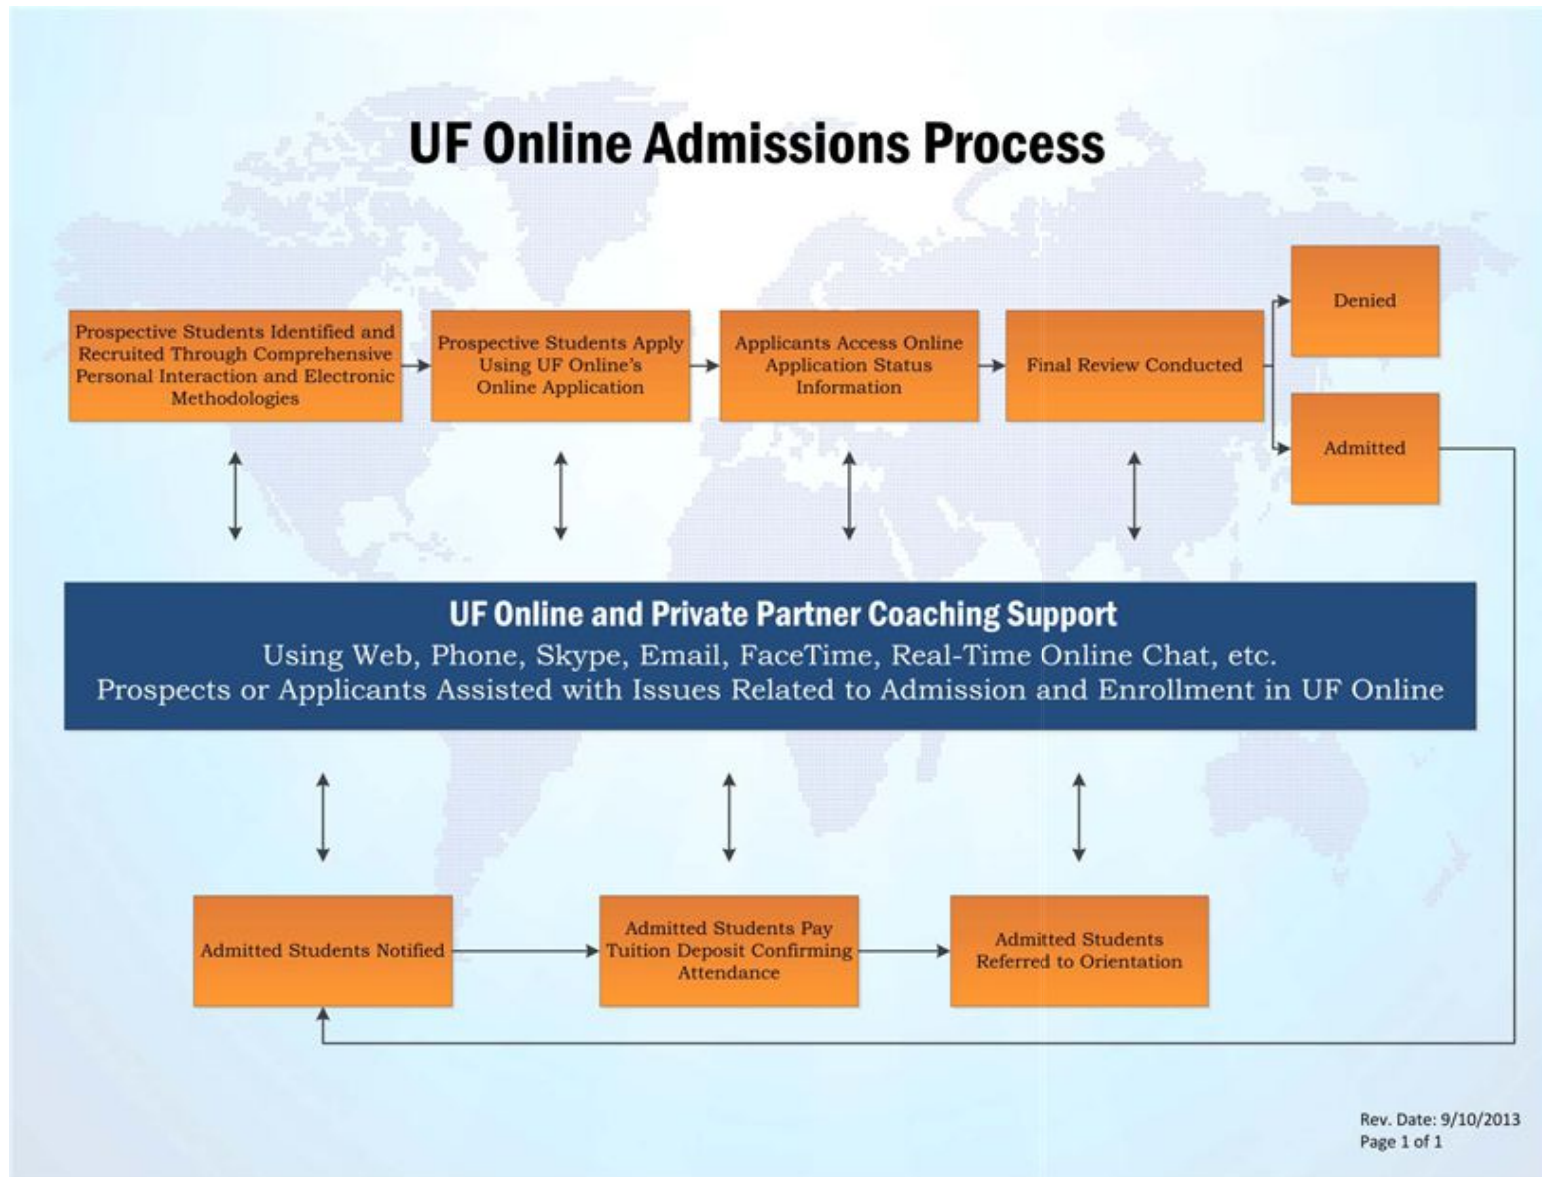 UF Online Admissions Process
Prospective Students Identified and
Recruited Through Comprehensive
Personal Interaction and Electronic
Methodologies
Prospective Students Apply
Using UF Online's
Online Application
Applicants Access Online
Application Status
Information
Final Review Conducted
Denied
Admitted
UF Online and Private Partner Coaching Support
Using Web, Phone, Skype, Email, FaceTime, Real-Time Online Chat, etc.
Prospects or Applicants Assisted with Issues Related to Admission and Enrollment in UF Online
Admitted Students Notified
Admitted Students Pay
Tuition Deposit Confirming
Attendance
Admitted Students
Referred to Orientation
Rev. Date: 9/10/2013
Page 1 of 1